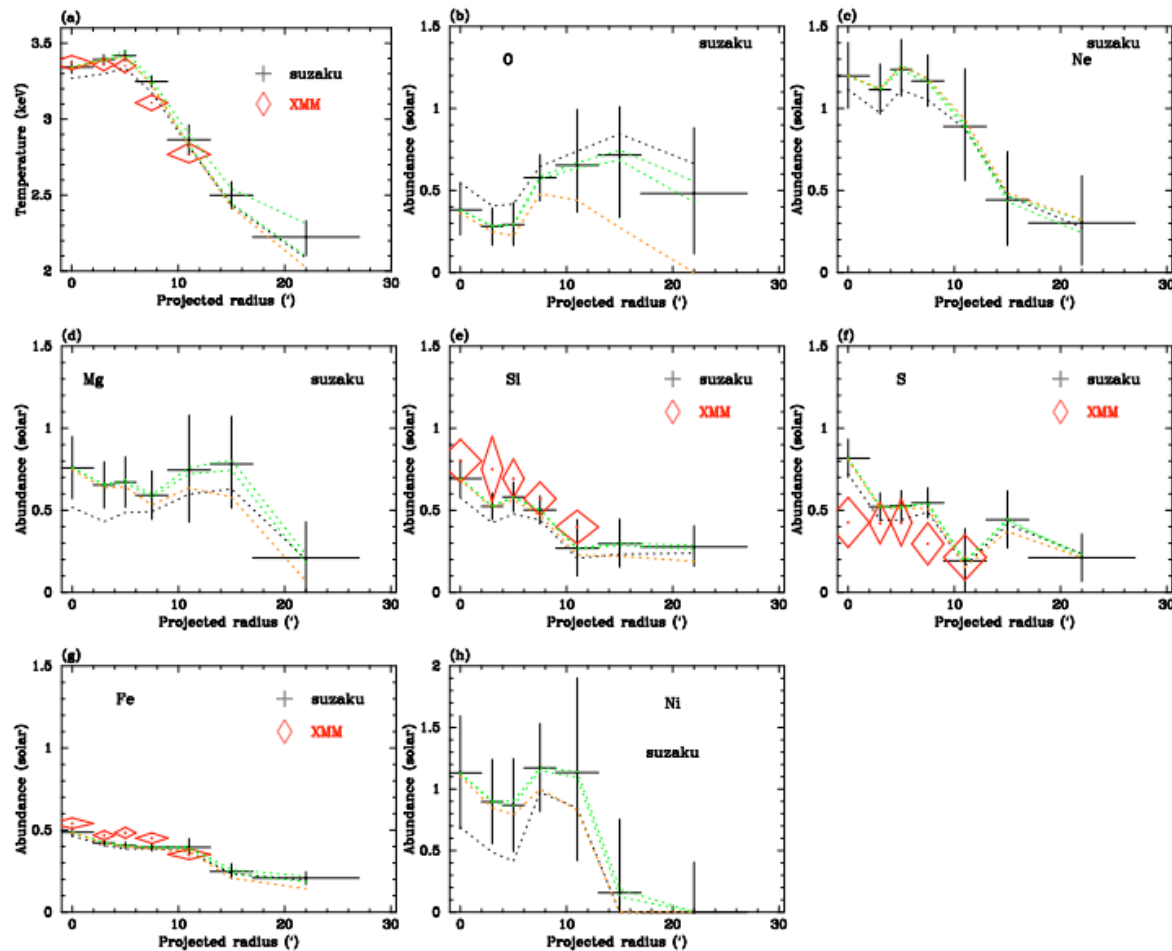 (a)
3.5
3
2.5
2
Temperature (keV)
suzaku
XMM
0 10 20 30
Projected radius (')
(b)
1.5
1
0.5
0
Abundance (solar)
O
suzaku
0 10 20 30
Projected radius (')
(c)
1.5
1
0.5
0
Abundance (solar)
suzaku
Ne
0 10 20 30
Projected radius (')
(d)
1.5
1
0.5
0
Abundance (solar)
Mg
suzaku
0 10 20 30
Projected radius (')
(e)
1.5
1
0.5
0
Abundance (solar)
Si
suzaku
XMM
0 10 20 30
Projected radius (')
(f)
1.5
1
0.5
0
Abundance (solar)
S
suzaku
XMM
0 10 20 30
Projected radius (')
(g)
1.5
1
0.5
0
Abundance (solar)
Fe
suzaku
XMM
0 10 20 30
Projected radius (')
(h)
2
1.5
1
0.5
0
Abundance (solar)
Ni
suzaku
0 10 20 30
Projected radius (')